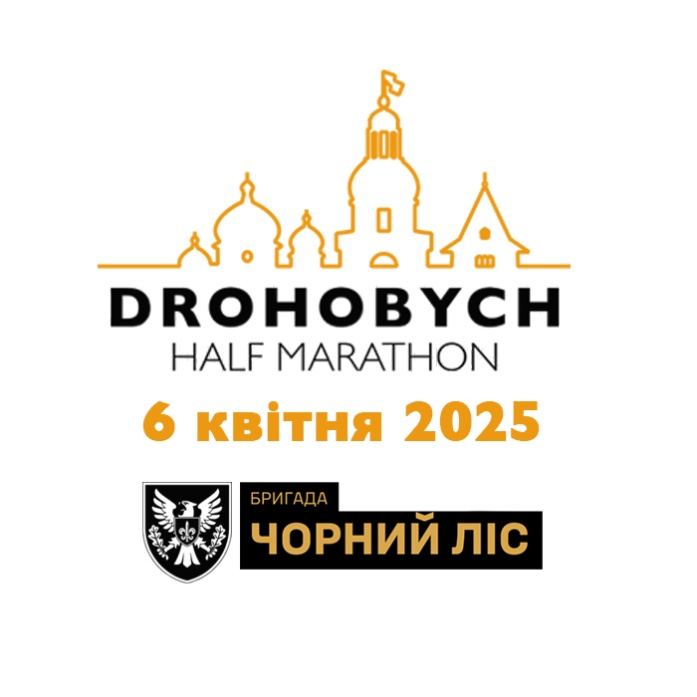 DROHOBYCH
HALF MARATHON
6 квітня 2025
БРИГАДА
ЧОРНИЙ ЛІС